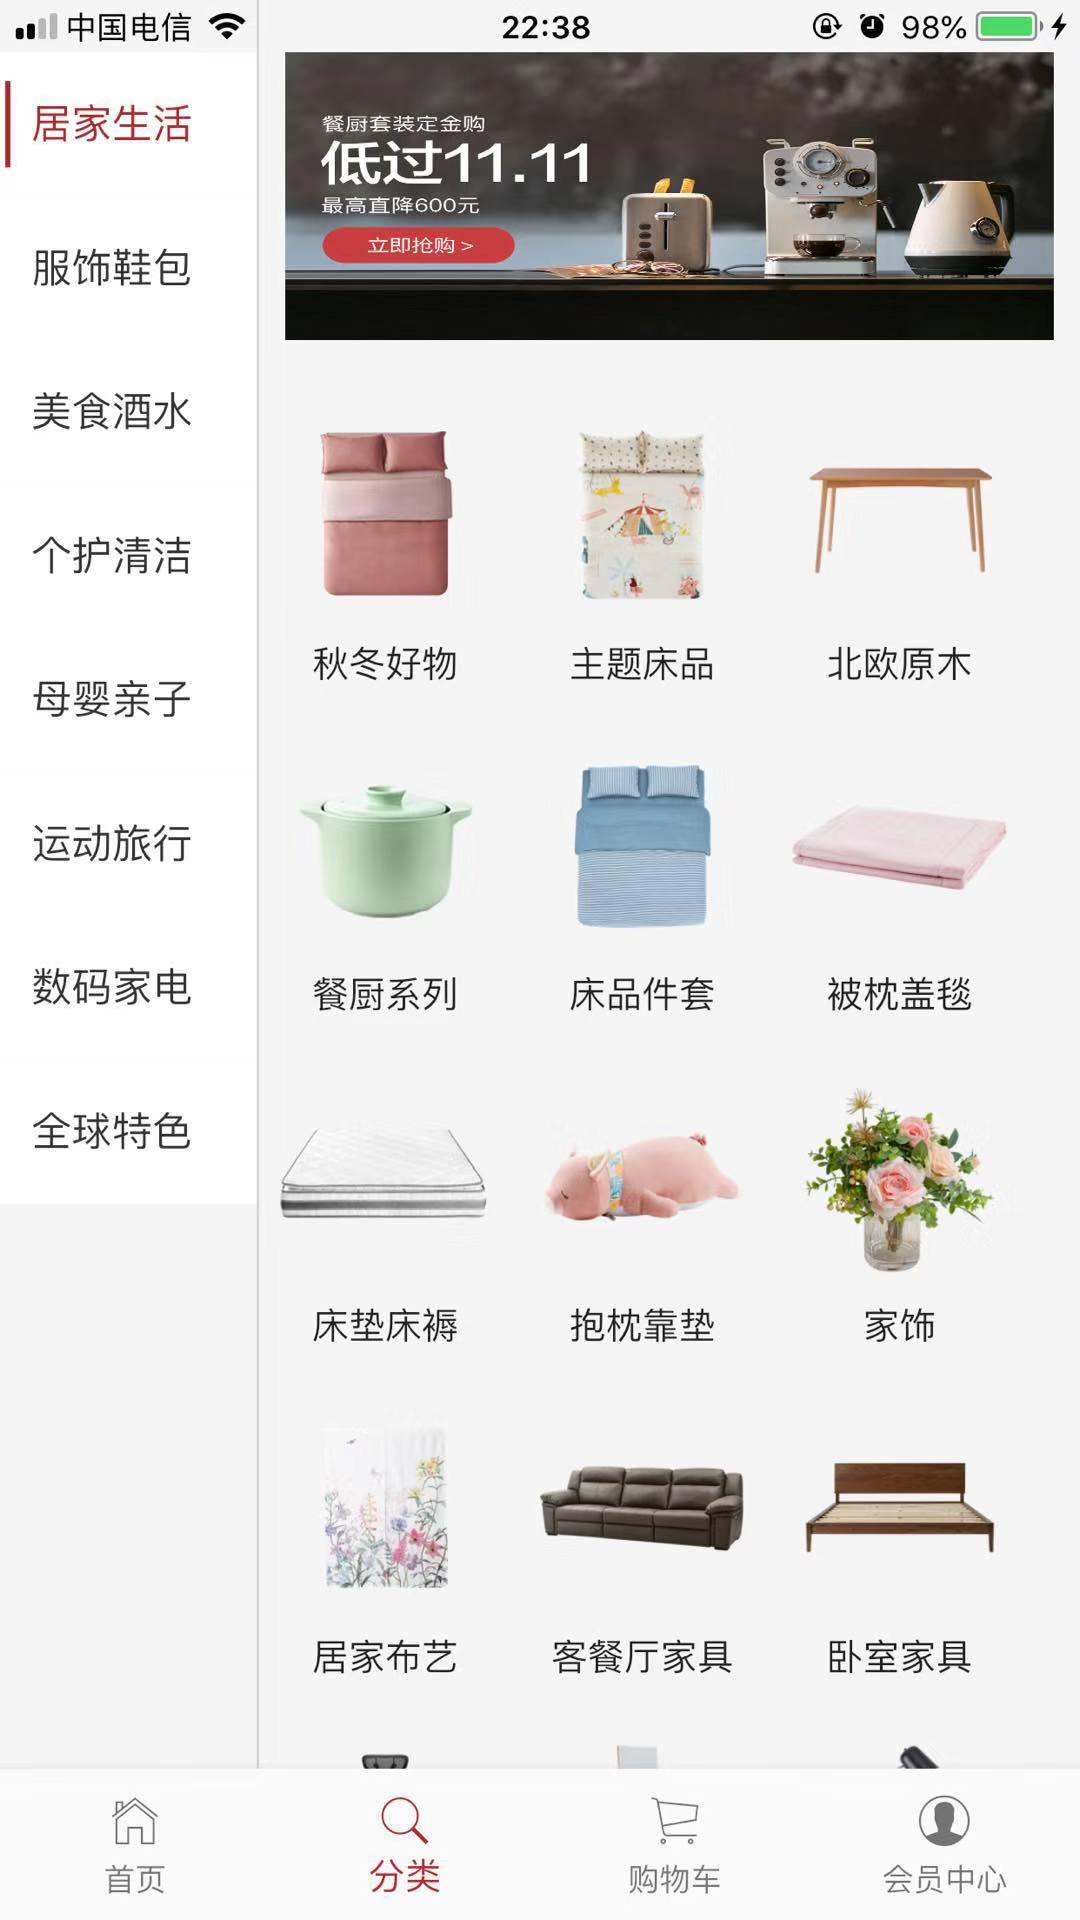 中国电信
22:38
98%
居家生活
服饰鞋包
美食酒水
个护清洁
母婴亲子
运动旅行
数码家电
全球特色
餐厨套装定金购
低过11.11
最高直降600元
立即抢购 >
秋冬好物
主题床品
北欧原木
餐厨系列
床品件套
被枕盖毯
床垫床褥
抱枕靠垫
家饰
居家布艺
客餐厅家具
卧室家具
首页
分类
购物车
会员中心